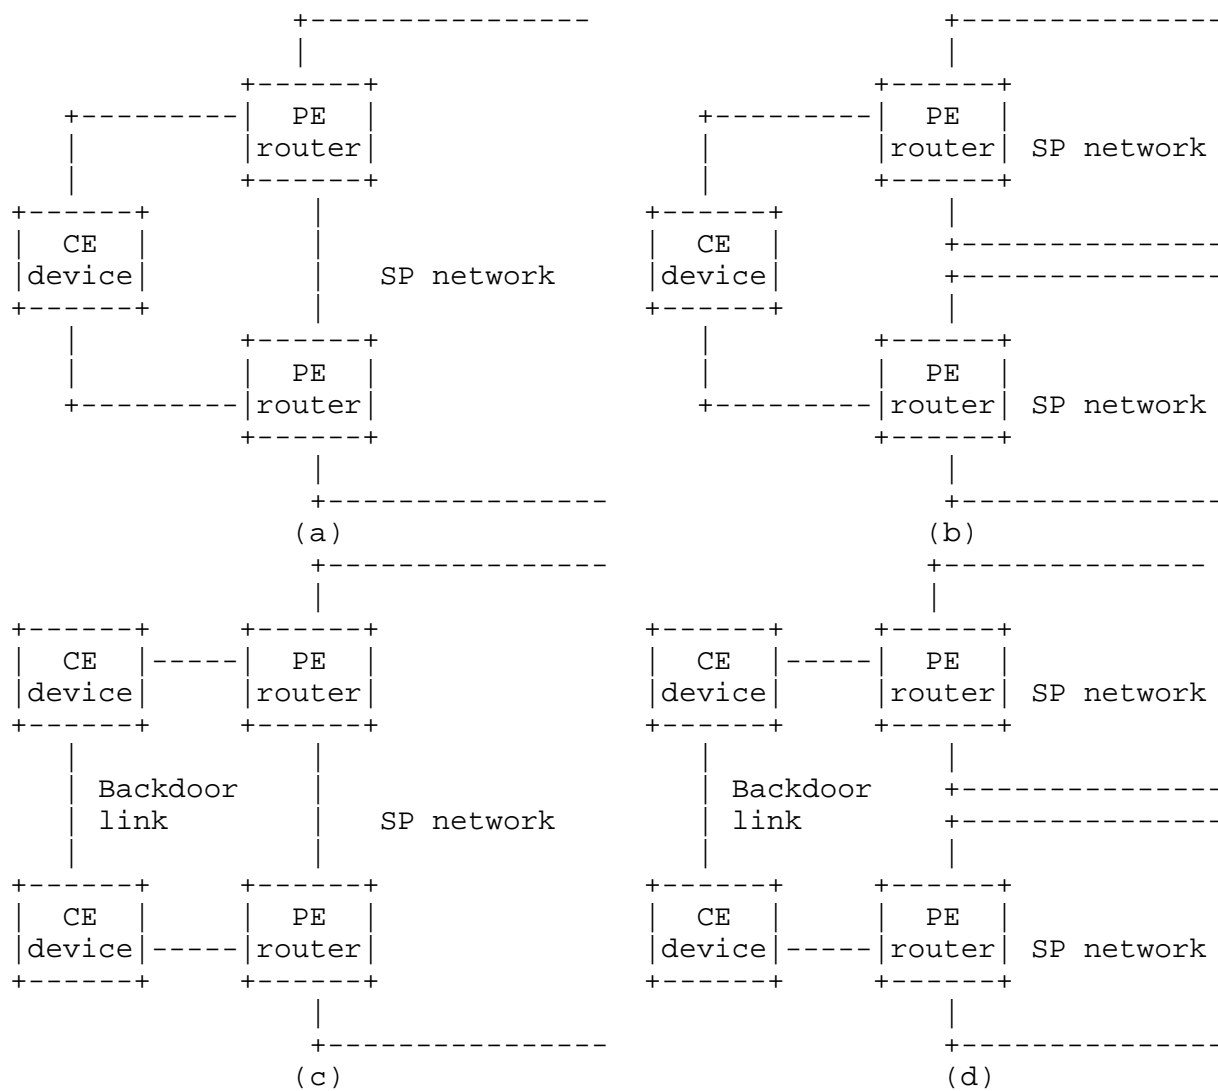 PE PE
router router SP network
CE CE
device SP network device
PE PE
router router SP network
(a) (b)
CE PE CE PE
device router device router SP network
Backdoor Backdoor
link SP network link
CE PE CE PE
device router device router SP network
(c) (d)